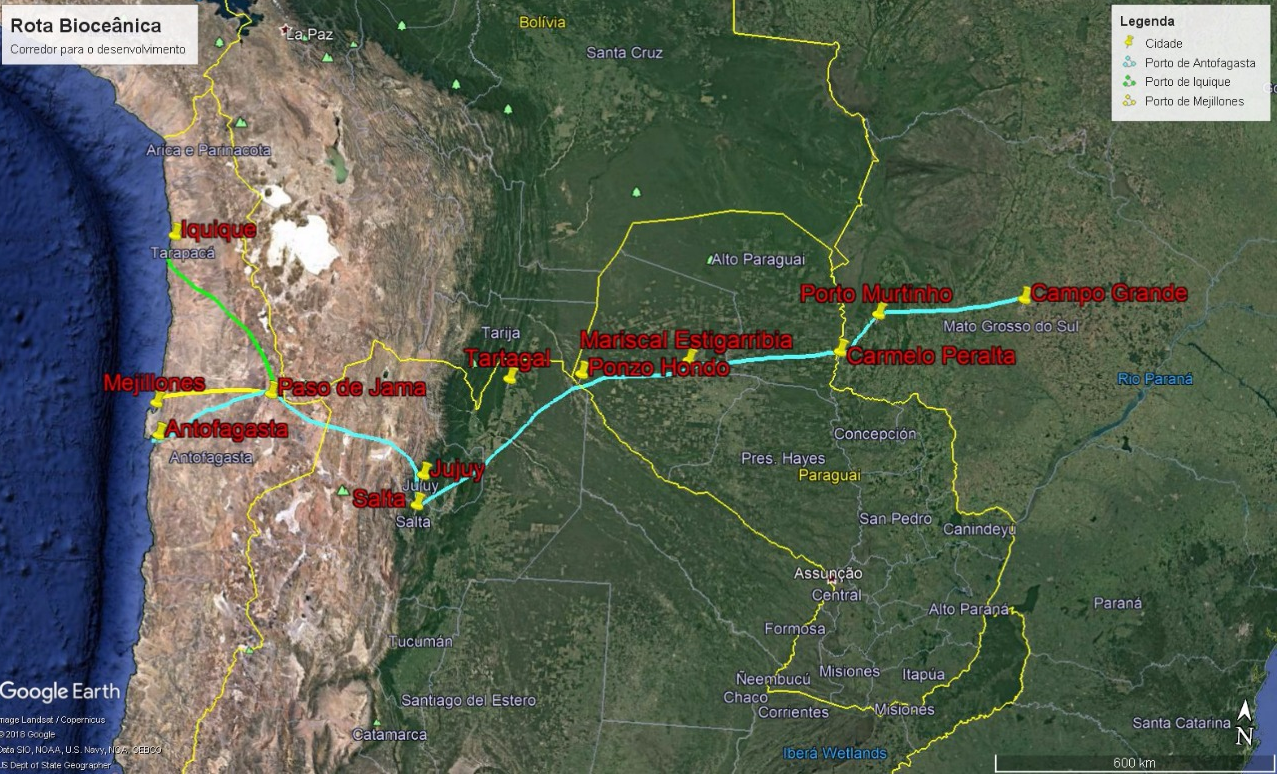 Rota Bioceânica
Corredor para o desenvolvimento
Legenda
Cidade
Porto de Antofagasta
Porto de Iquique
Porto de Mejillones
Bolívia
La Paz
Santa Cruz
Arica e Parinacota
Iquique
Tarapacá
Alto Paraguai
Porto Murtinho
Campo Grande
Mato Grosso do Sul
Tarija
Mariscal Estigarribia
Tartagal
Ponzo Hondo
Carmelo Peralta
Mejillones
Paso de Jama
Rio Paraná
Antofagasta
Antofagasta
Concepción
Pres. Hayes
Paraguai
Jujuy
Jujuy
Salta
Salta
San Pedro
Canindeyú
Assunção
Central
Alto Paraná
Paraná
Formosa
Tucumán
Misiones
Itapúa
Ñeembucú
Chaco
Corrientes
Misiones
Santiago del Estero
Catamarca
Iberá Wetlands
Santa Catarina
Google Earth
mage Landsat / Copernicus
©2018 Google
Data SIO, NOAA, U.S. Navy, NGA, GEBCO
US Dept of State Geographer
N
600 km